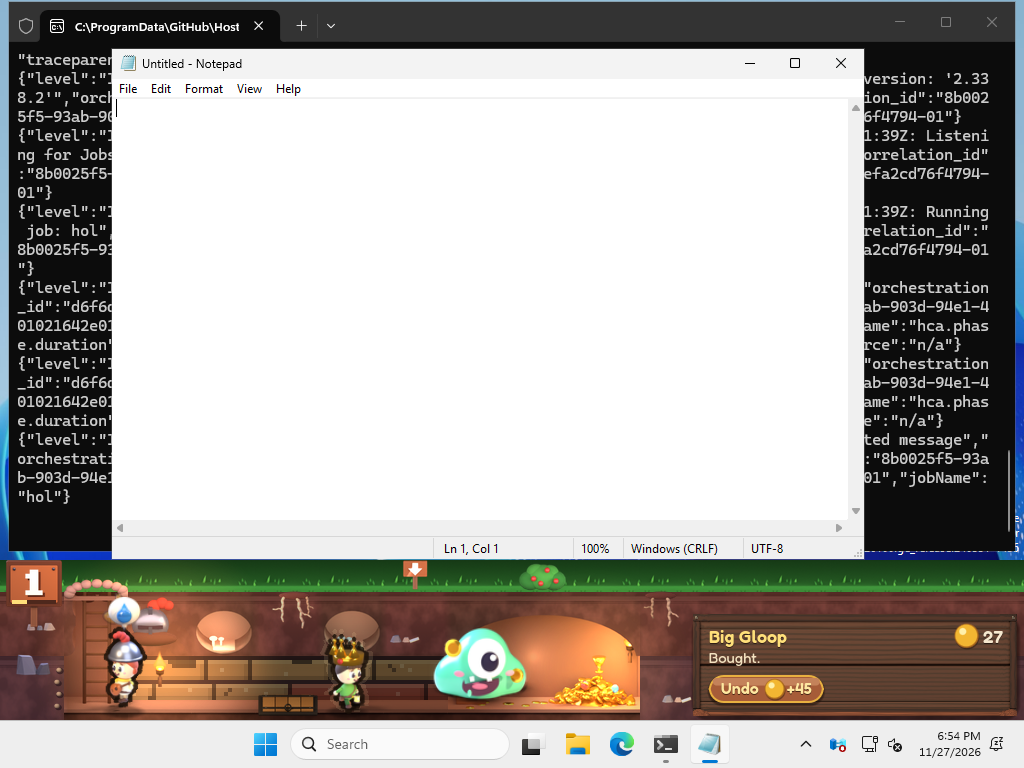 C:\ProgramData\GitHub\Host
Untitled - Notepad
File Edit Format View Help
"traceparen
{"level":"I version: '2.33
8.2'","orch ion_id":"8b002
5f5-93ab-90 76f4794-01"}
{"level":"I 1:39Z: Listeni
ng for Jobs orrelation_id"
:"8b0025f5- efa2cd76f4794-
01"}
{"level":"I 1:39Z: Running
job: hol", relation_id":"
8b0025f5-93 a2cd76f4794-01
"}
{"level":"I "orchestration
_id":"d6f6c ab-903d-94e1-4
01021642e01 ame":"hca.phas
e.duration" rce":"n/a"}
{"level":"I "orchestration
_id":"d6f6c ab-903d-94e1-4
01021642e01 ame":"hca.phas
e.duration" e":"n/a"}
{"level":"I ted message","
orchestrati :"8b0025f5-93a
b-903d-94e1 01","jobName":
"hol"}
Ln 1, Col 1 100% Windows (CRLF) UTF-8
1
Big Gloop 27
Bought.
Undo +45
Search
6:54 PM
11/27/2026